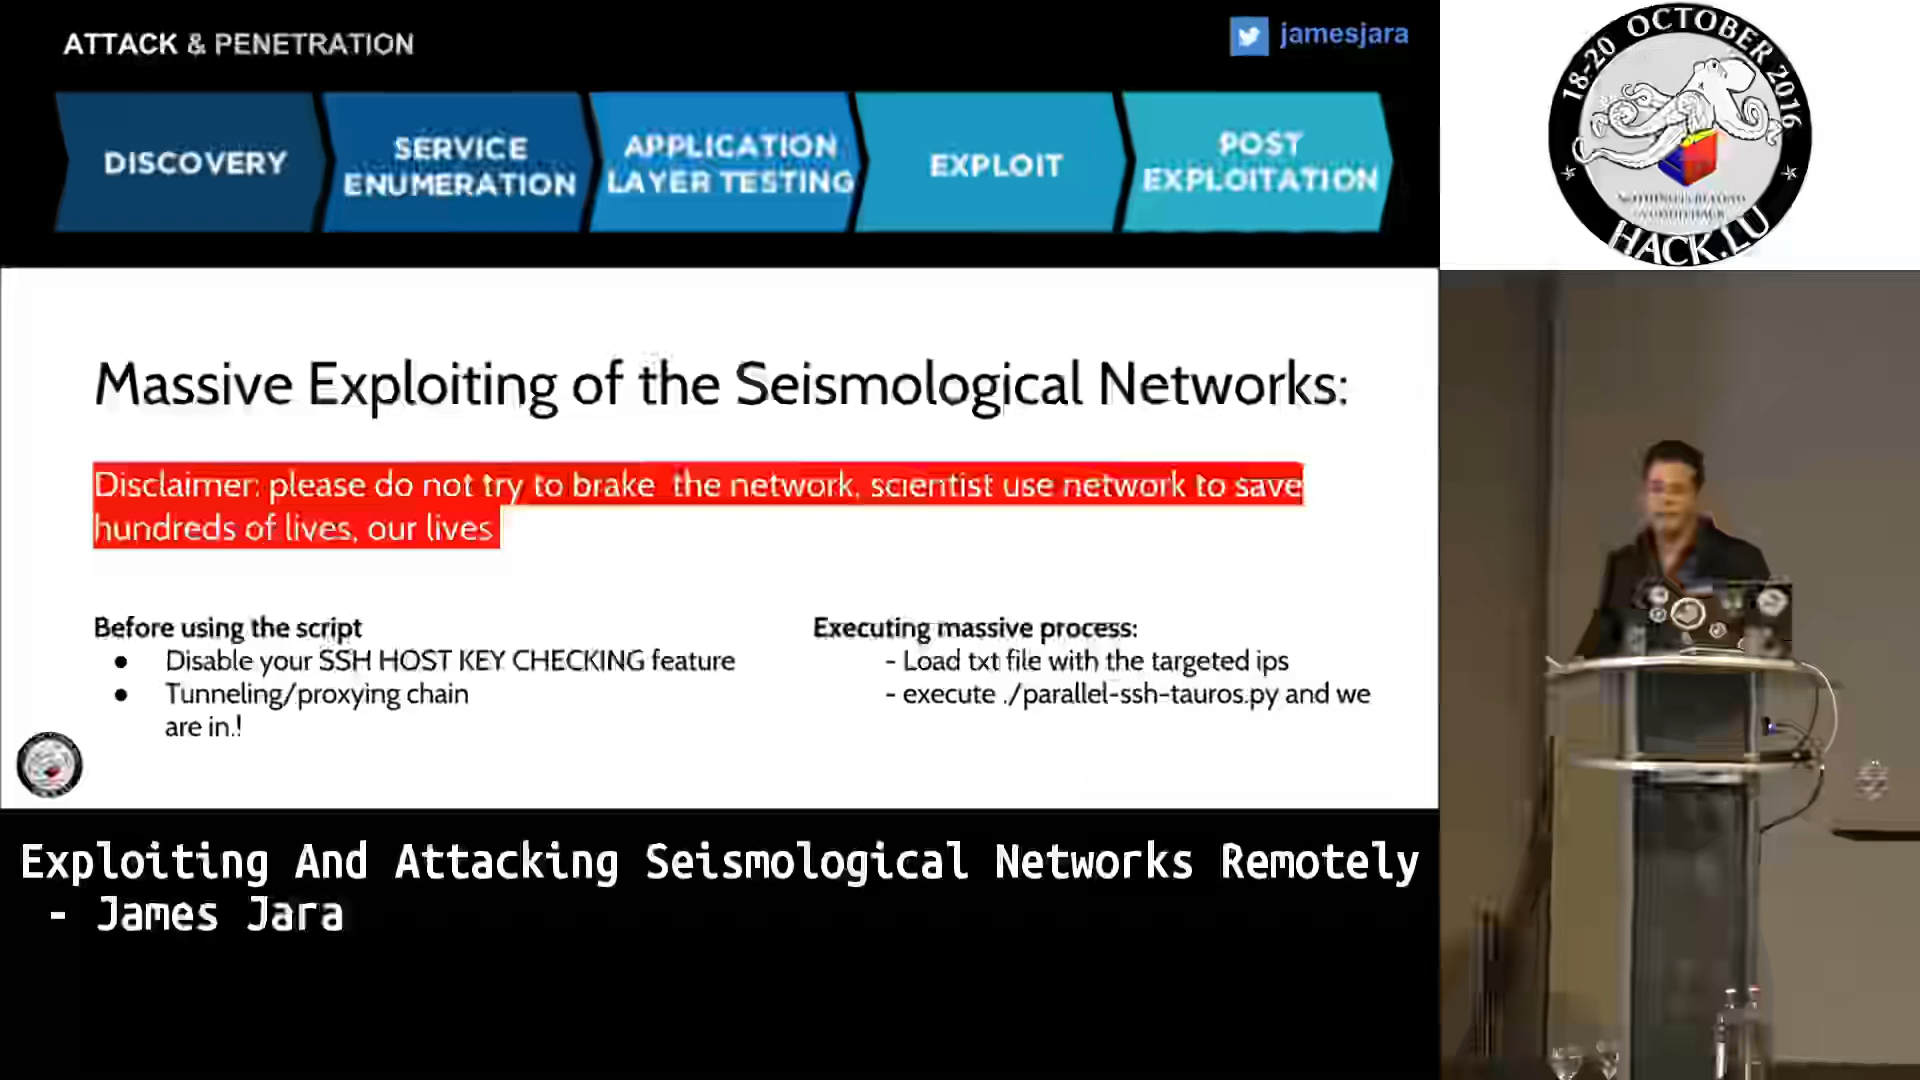 ATTACK & PENETRATION
jamesjara
DISCOVERY
SERVICE
ENUMERATION
APPLICATION
LAYER TESTING
EXPLOIT
POST
EXPLOITATION
18-20 OCTOBER 2016
HACK.LU
Massive Exploiting of the Seismological Networks:
Disclaimer: please do not try to brake the network, scientist use network to save
hundreds of lives, our lives
Before using the script
● Disable your SSH HOST KEY CHECKING feature
● Tunneling/proxying chain
are in.!
Executing massive process:
- Load txt file with the targeted ips
- execute ./parallel-ssh-tauros.py and we
Exploiting And Attacking Seismological Networks Remotely
- James Jara